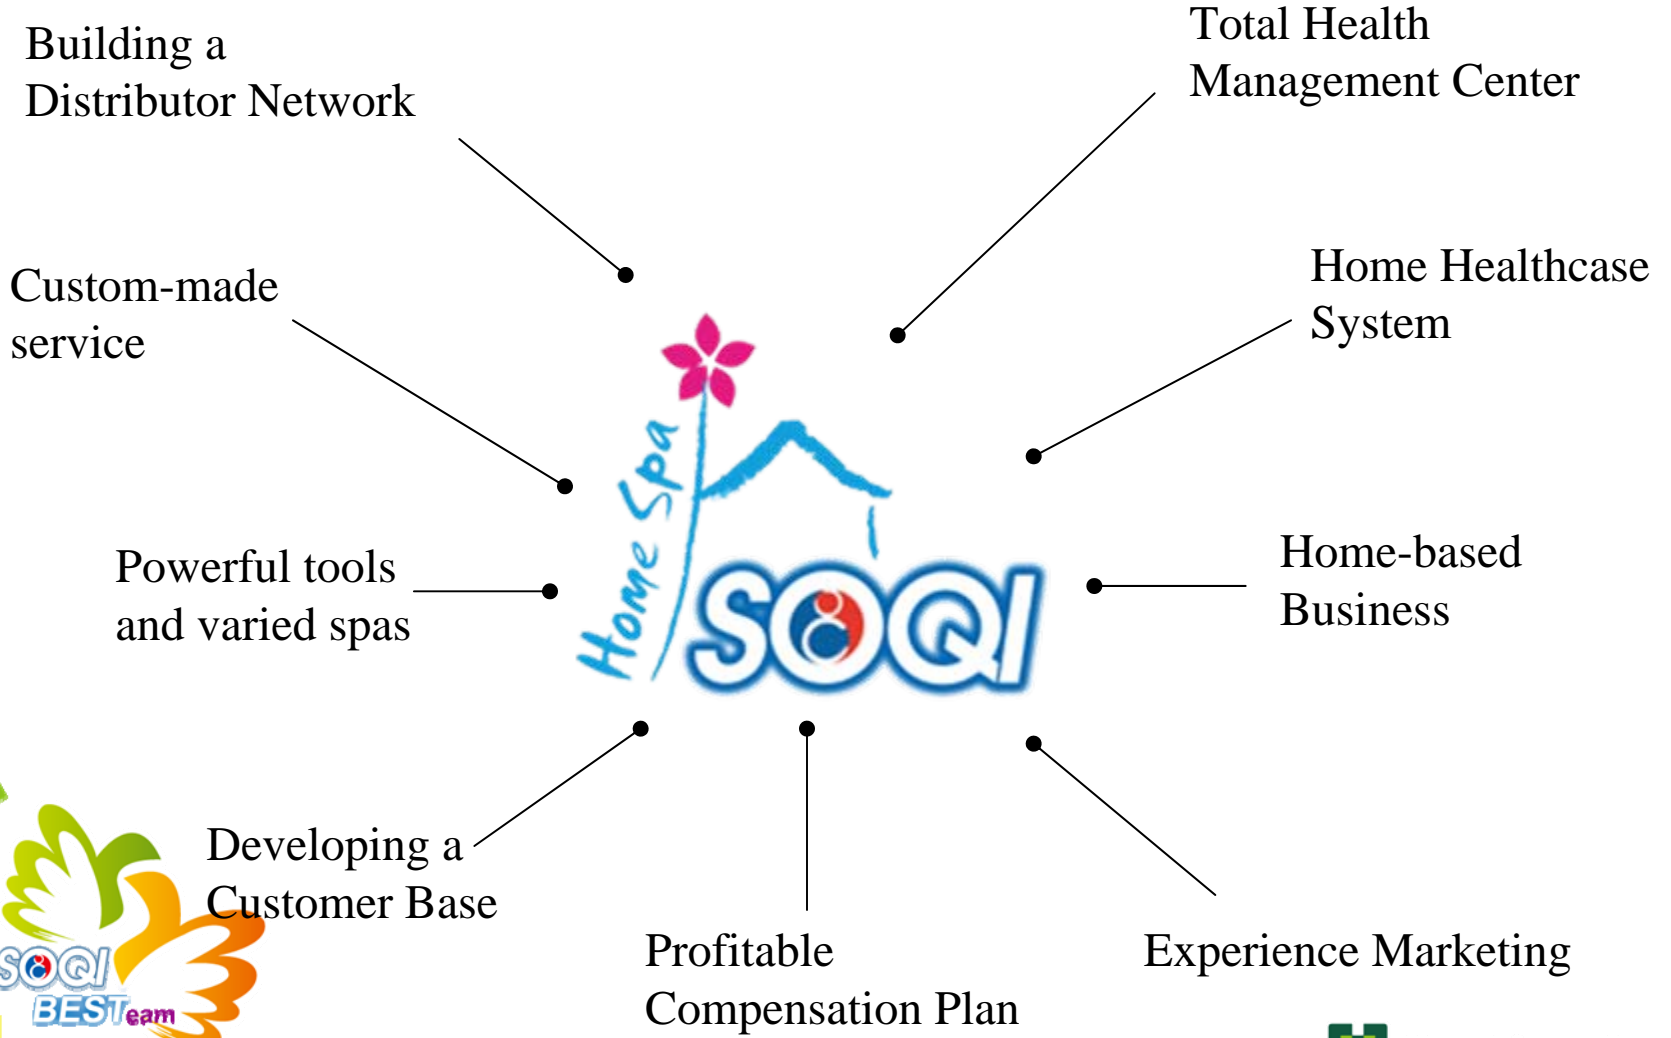 Building a
Distributor Network
Total Health
Management Center
Custom-made
service
Home Healthcase
System
Home Spa
SOQI
Powerful tools
and varied spas
Home-based
Business
Developing a
Customer Base
SOQI
BESTeam
Profitable
Compensation Plan
Experience Marketing